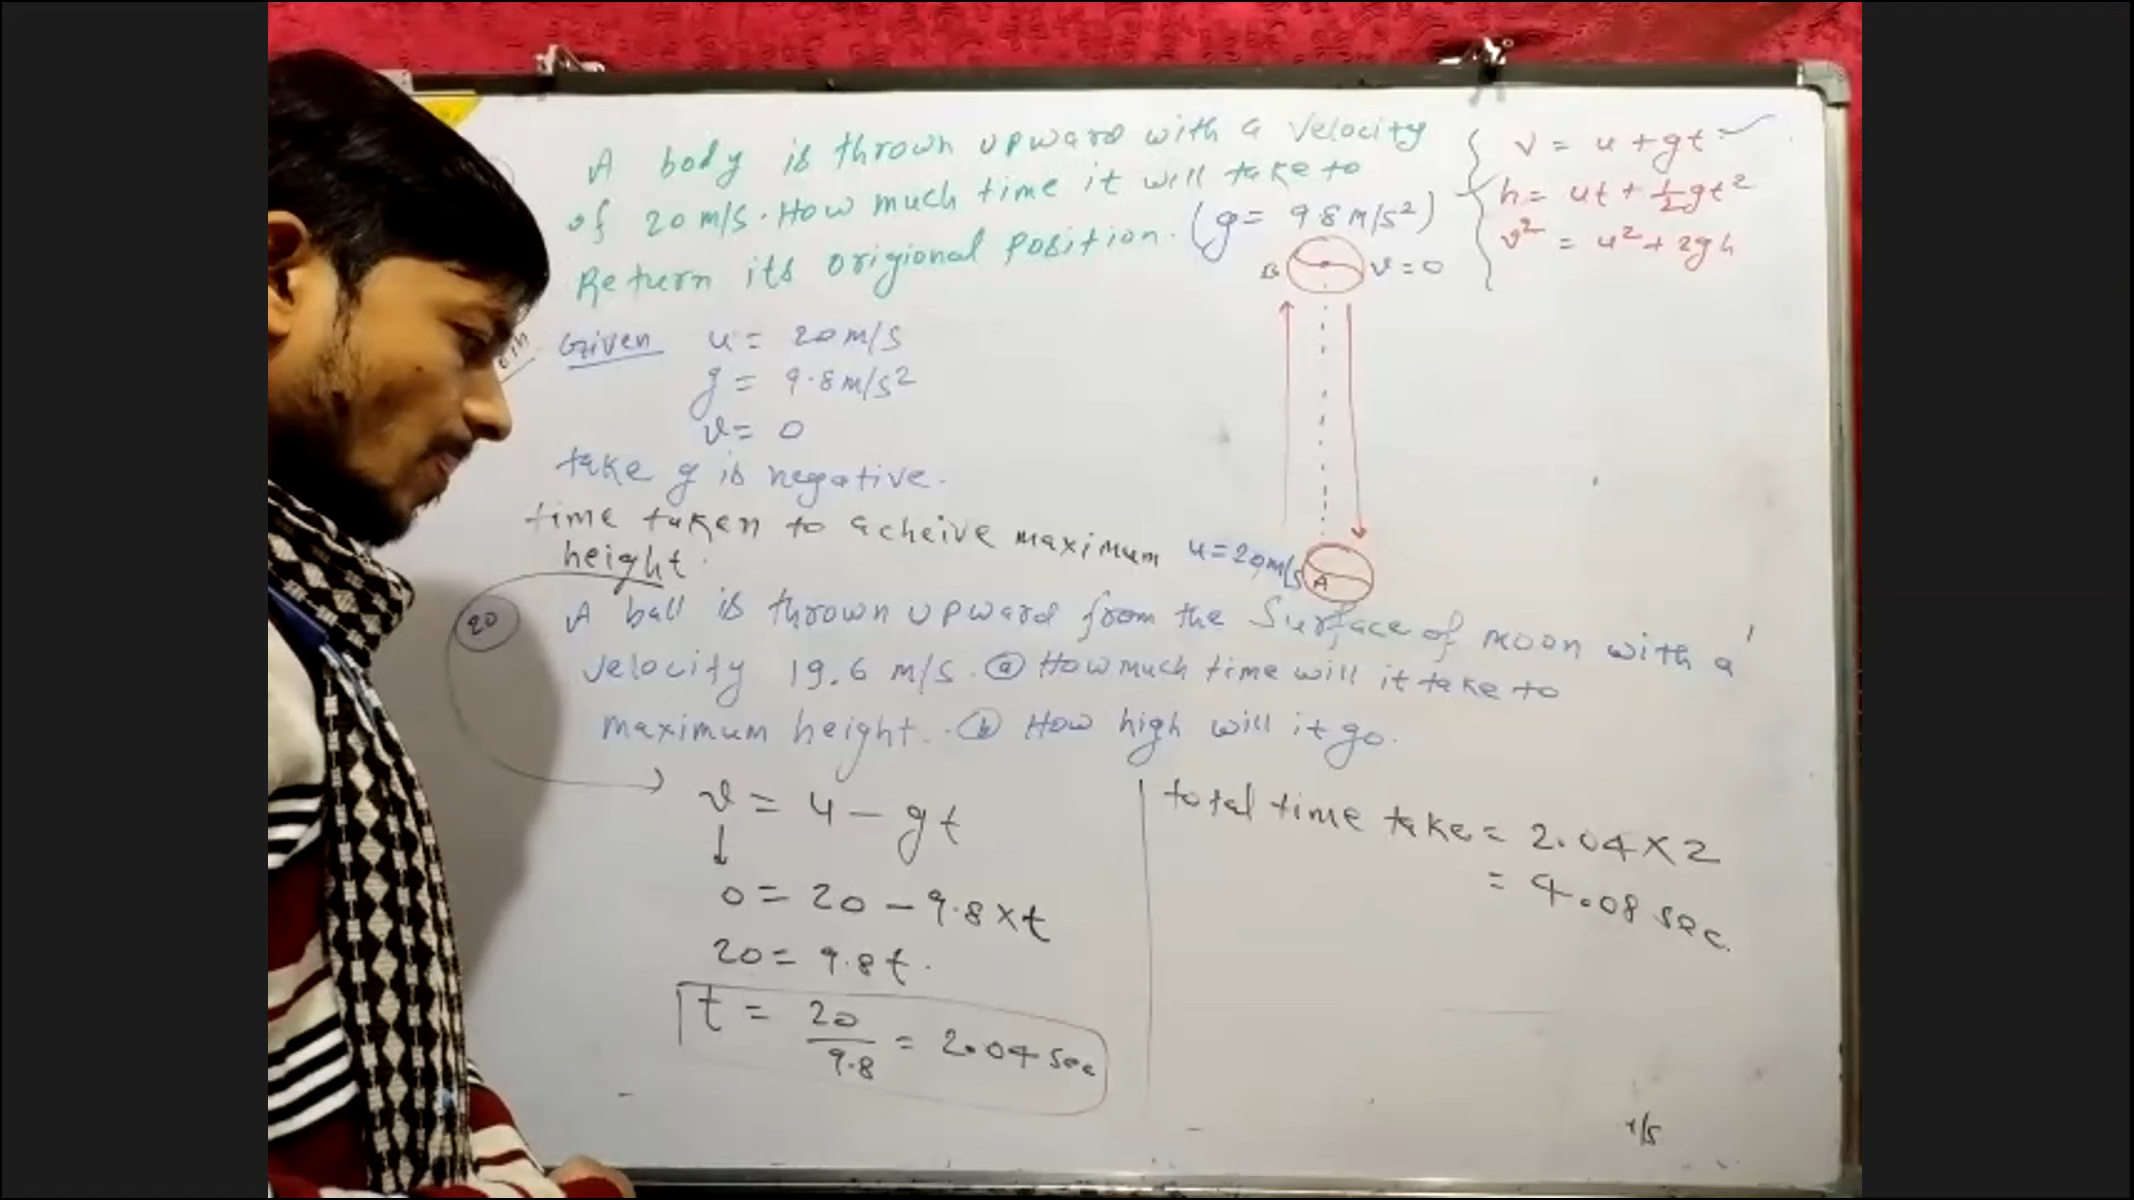 A body is thrown upward with a velocity
of 20 m/s. How much time it will take to
Return its origional position. (g = 9.8 m/s²)
v = u + gt
h = ut + ½gt²
v² = u² + 2gh
B
v = 0
Given u = 20 m/s
g = 9.8 m/s²
v = 0
take g is negative.
time taken to acheive maximum
height.
u = 20 m/s
A
20 A ball is thrown upward from the surface of moon with a
velocity 19.6 m/s. ⓐ How much time will it take to
maximum height. ⓑ How high will it go.
v = u - gt
↓
0 = 20 - 9.8 × t
20 = 9.8t.
t = 20/9.8 = 2.04 sec
total time take = 2.04 × 2
= 4.08 sec.